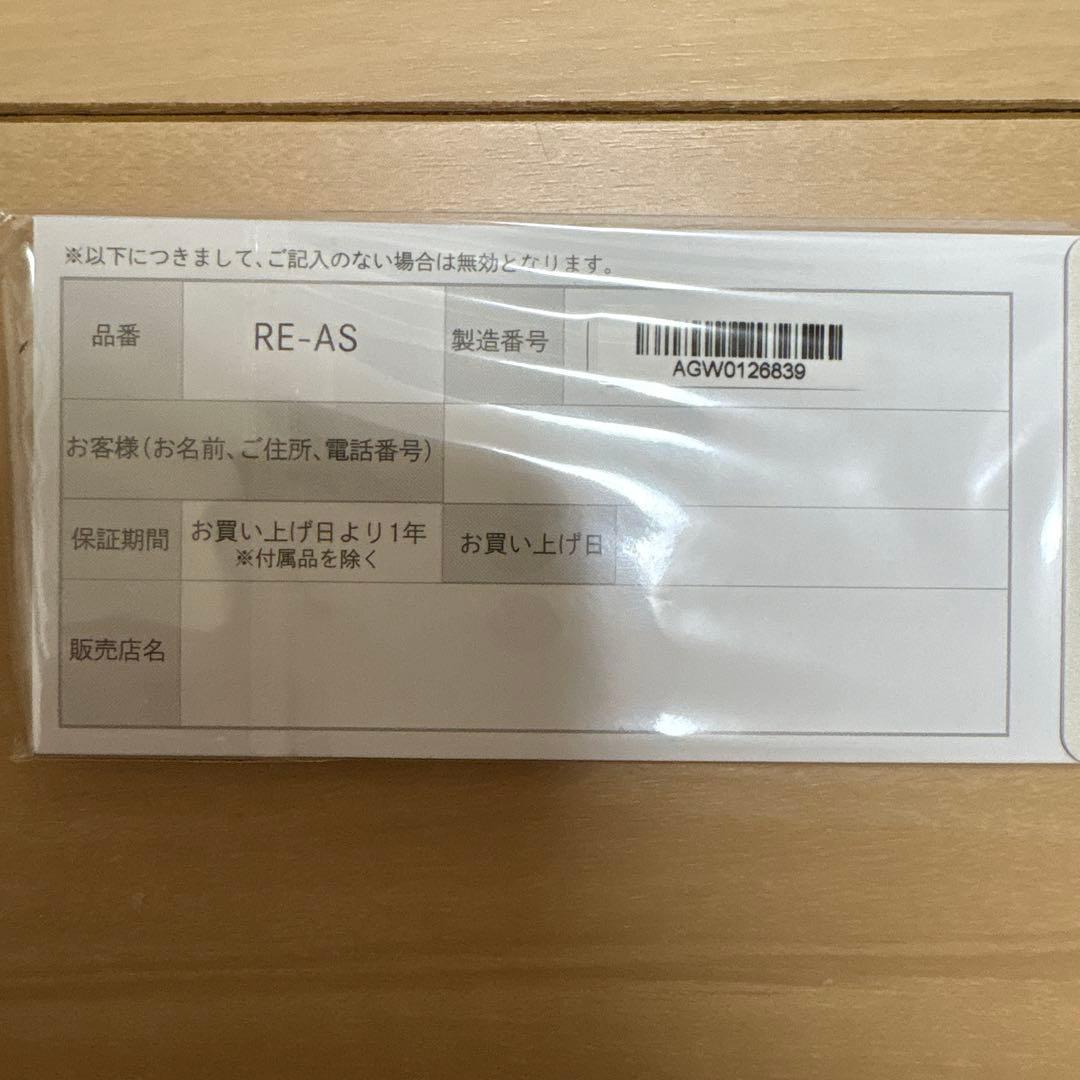 ※以下につきまして、ご記入のない場合は無効となります。
品番 RE-AS 製造番号 AGW0126839
お客様(お名前、ご住所、電話番号)
保証期間 お買い上げ日より1年 お買い上げ日
※付属品を除く
販売店名